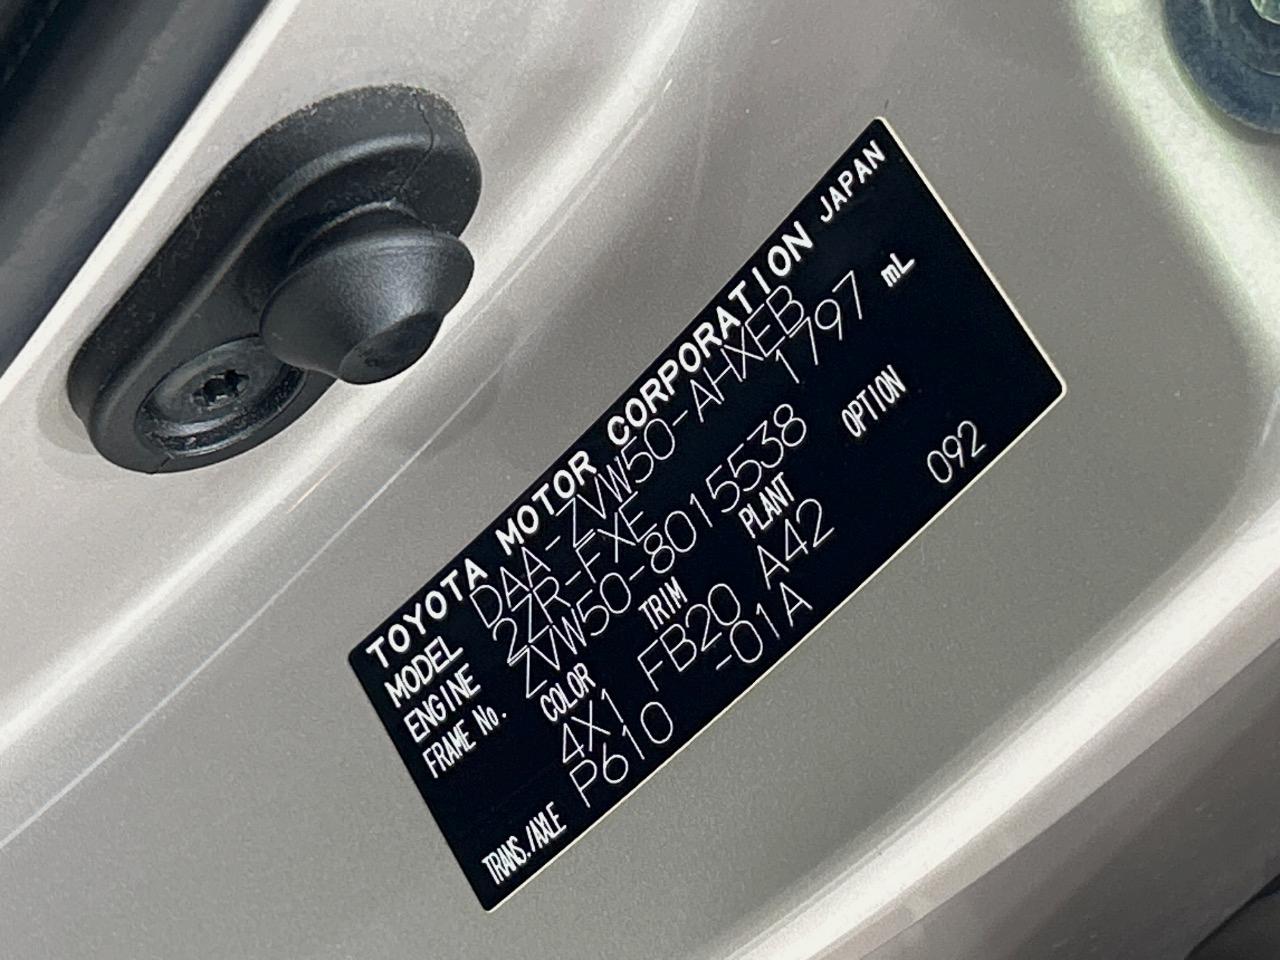 TOYOTA MOTOR CORPORATION JAPAN
MODEL DAA-ZVW50-AHXEB
ENGINE 2ZR-FXE 1797 mL
FRAME No. ZVW50-8015538
COLOR TRIM PLANT OPTION
4X1 FB20 A42 092
TRANS./AXLE P610 -01A